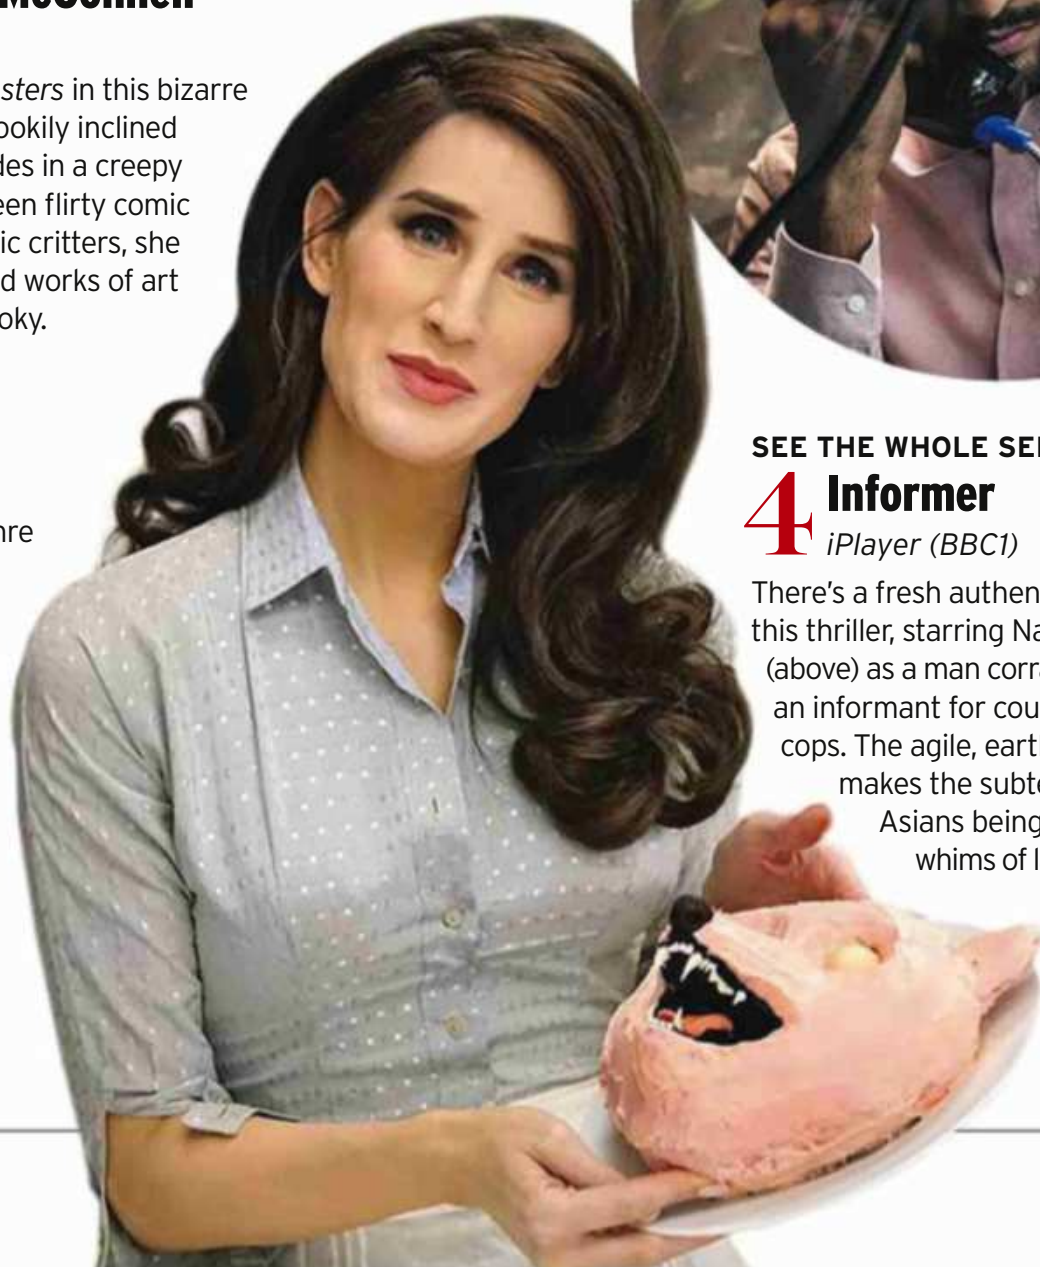 sters in this bizarre
ookily inclined
des in a creepy
een flirty comic
ic critters, she
d works of art
oky.
nre
SEE THE WHOLE SE
4 Informer
iPlayer (BBC1)
There's a fresh authen
this thriller, starring Na
(above) as a man corr
an informant for cou
cops. The agile, eart
makes the subte
Asians being
whims of l